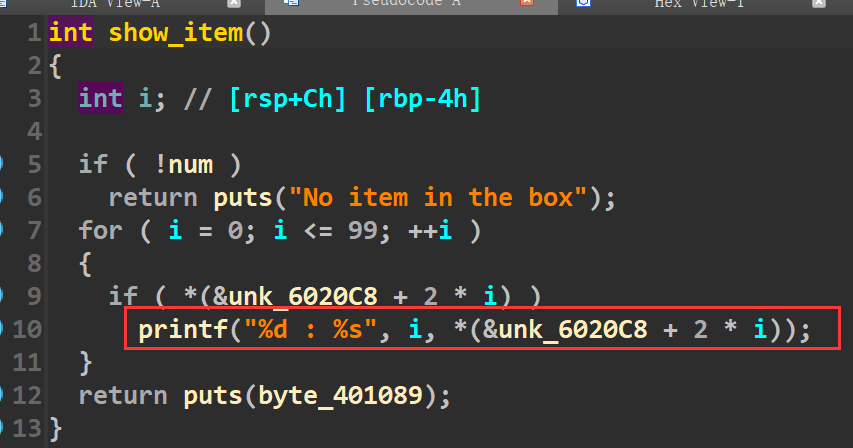 IDA View-A Pseudocode A Hex View-1
1 int show_item()
2 {
3 int i; // [rsp+Ch] [rbp-4h]
4
5 if ( !num )
6 return puts("No item in the box");
7 for ( i = 0; i <= 99; ++i )
8 {
9 if ( *(&unk_6020C8 + 2 * i) )
10 printf("%d : %s", i, *(&unk_6020C8 + 2 * i));
11 }
12 return puts(byte_401089);
13 }